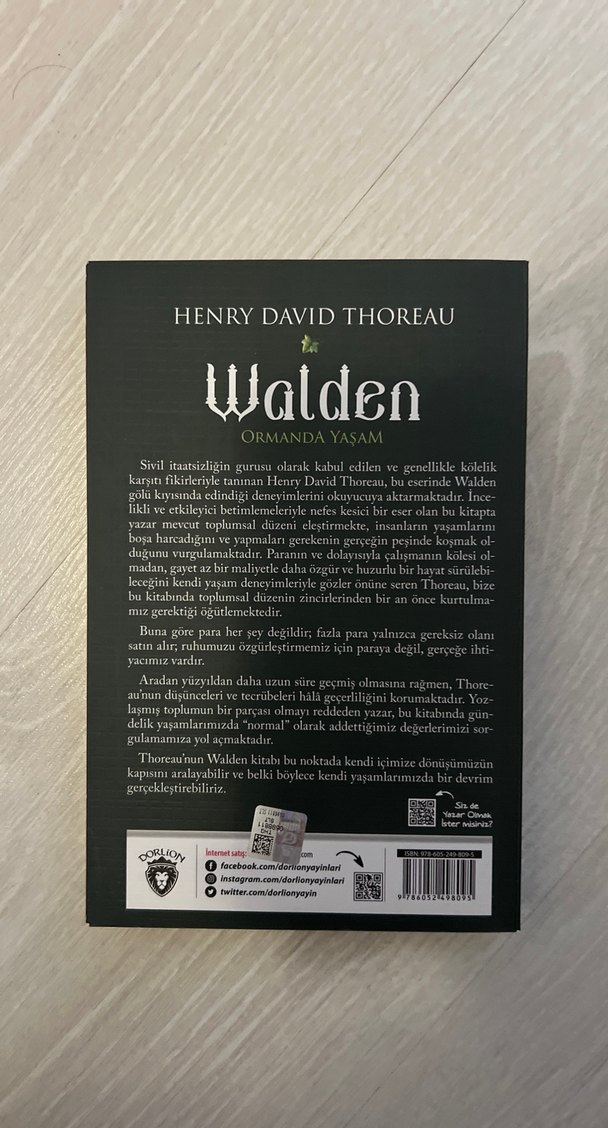 HENRY DAVID THOREAU
Walden
ORMANDA YAŞAM
Sivil itaatsizliğin gurusu olarak kabul edilen ve genellikle kölelik
karşıtı fikirleriyle tanınan Henry David Thoreau, bu eserinde Walden
gölü kıyısında edindiği deneyimlerini okuyucuya aktarmaktadır. İnce-
likli ve etkileyici betimlemeleriyle nefes kesici bir eser olan bu kitapta
yazar mevcut toplumsal düzeni eleştirmekte, insanların yaşamlarını
boşa harcadığını ve yapmaları gerekenin gerçeğin peşinde koşmak ol-
duğunu vurgulamaktadır. Paranın ve dolayısıyla çalışmanın kölesi ol-
madan, gayet az bir maliyetle daha özgür ve huzurlu bir hayat sürülebi-
leceğini kendi yaşam deneyimleriyle gözler önüne seren Thoreau, bize
bu kitabında toplumsal düzenin zincirlerinden bir an önce kurtulma-
mız gerektiği öğütlemektedir.
Buna göre para her şey değildir; fazla para yalnızca gereksiz olanı
satın alır; ruhumuzu özgürleştirmemiz için paraya değil, gerçeğe ihti-
yacımız vardır.
Aradan yüzyıldan daha uzun süre geçmiş olmasına rağmen, Thore-
au'nun düşünceleri ve tecrübeleri hâlâ geçerliliğini korumaktadır. Yoz-
laşmış toplumun bir parçası olmayı reddeden yazar, bu kitabında gün-
delik yaşamlarımızda “normal” olarak addettiğimiz değerlerimizi sor-
gulamamıza yol açmaktadır.
Thoreau'nun Walden kitabı bu noktada kendi içimize dönüşümüzün
kapısını aralayabilir ve belki böylece kendi yaşamlarımızda bir devrim
gerçekleştirebiliriz.
Siz de
Yazar Olmak
İster misiniz?
DORLİON
İnternet satış: .com
facebook.com/dorlionyayinlari
instagram.com/dorlionyayinlari
twitter.com/dorlionyayin
ISBN: 978-605-249-809-5
9 786052 498095